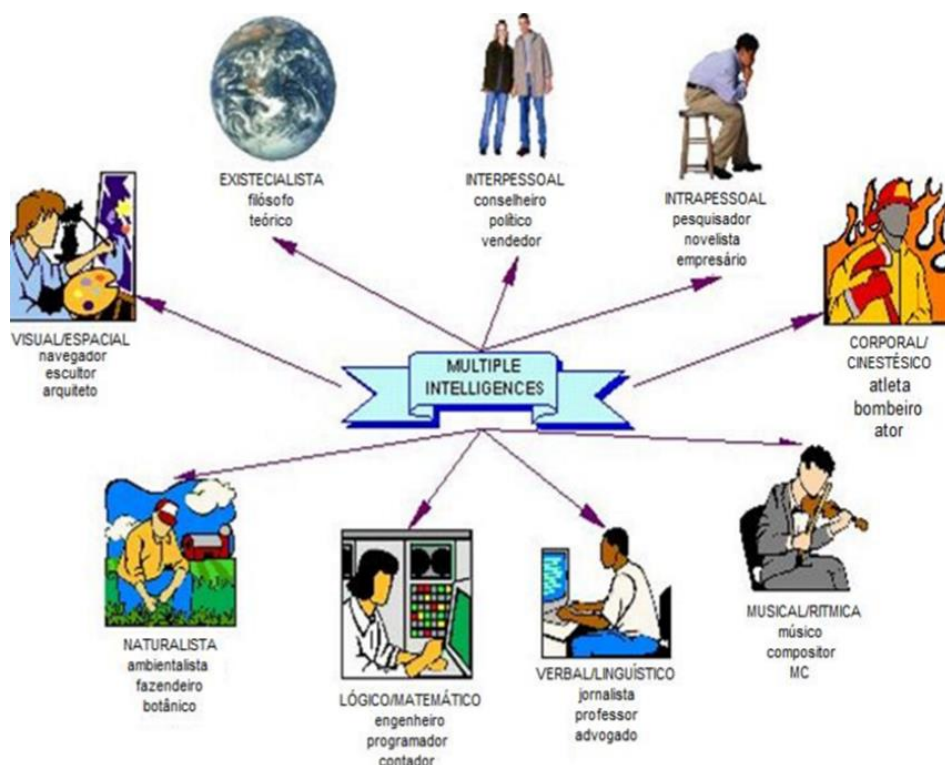 EXISTECIALISTA
filósofo
teórico
INTERPESSOAL
conselheiro
político
vendedor
INTRAPESSOAL
pesquisador
novelista
empresário
VISUAL/ESPACIAL
navegador
escultor
arquiteto
MULTIPLE
INTELLIGENCES
CORPORAL/
CINESTÉSICO
atleta
bombeiro
ator
NATURALISTA
ambientalista
fazendeiro
botânico
LÓGICO/MATEMÁTICO
engenheiro
programador
contador
VERBAL/LINGUÍSTICO
jornalista
professor
advogado
MUSICAL/RITMICA
músico
compositor
MC